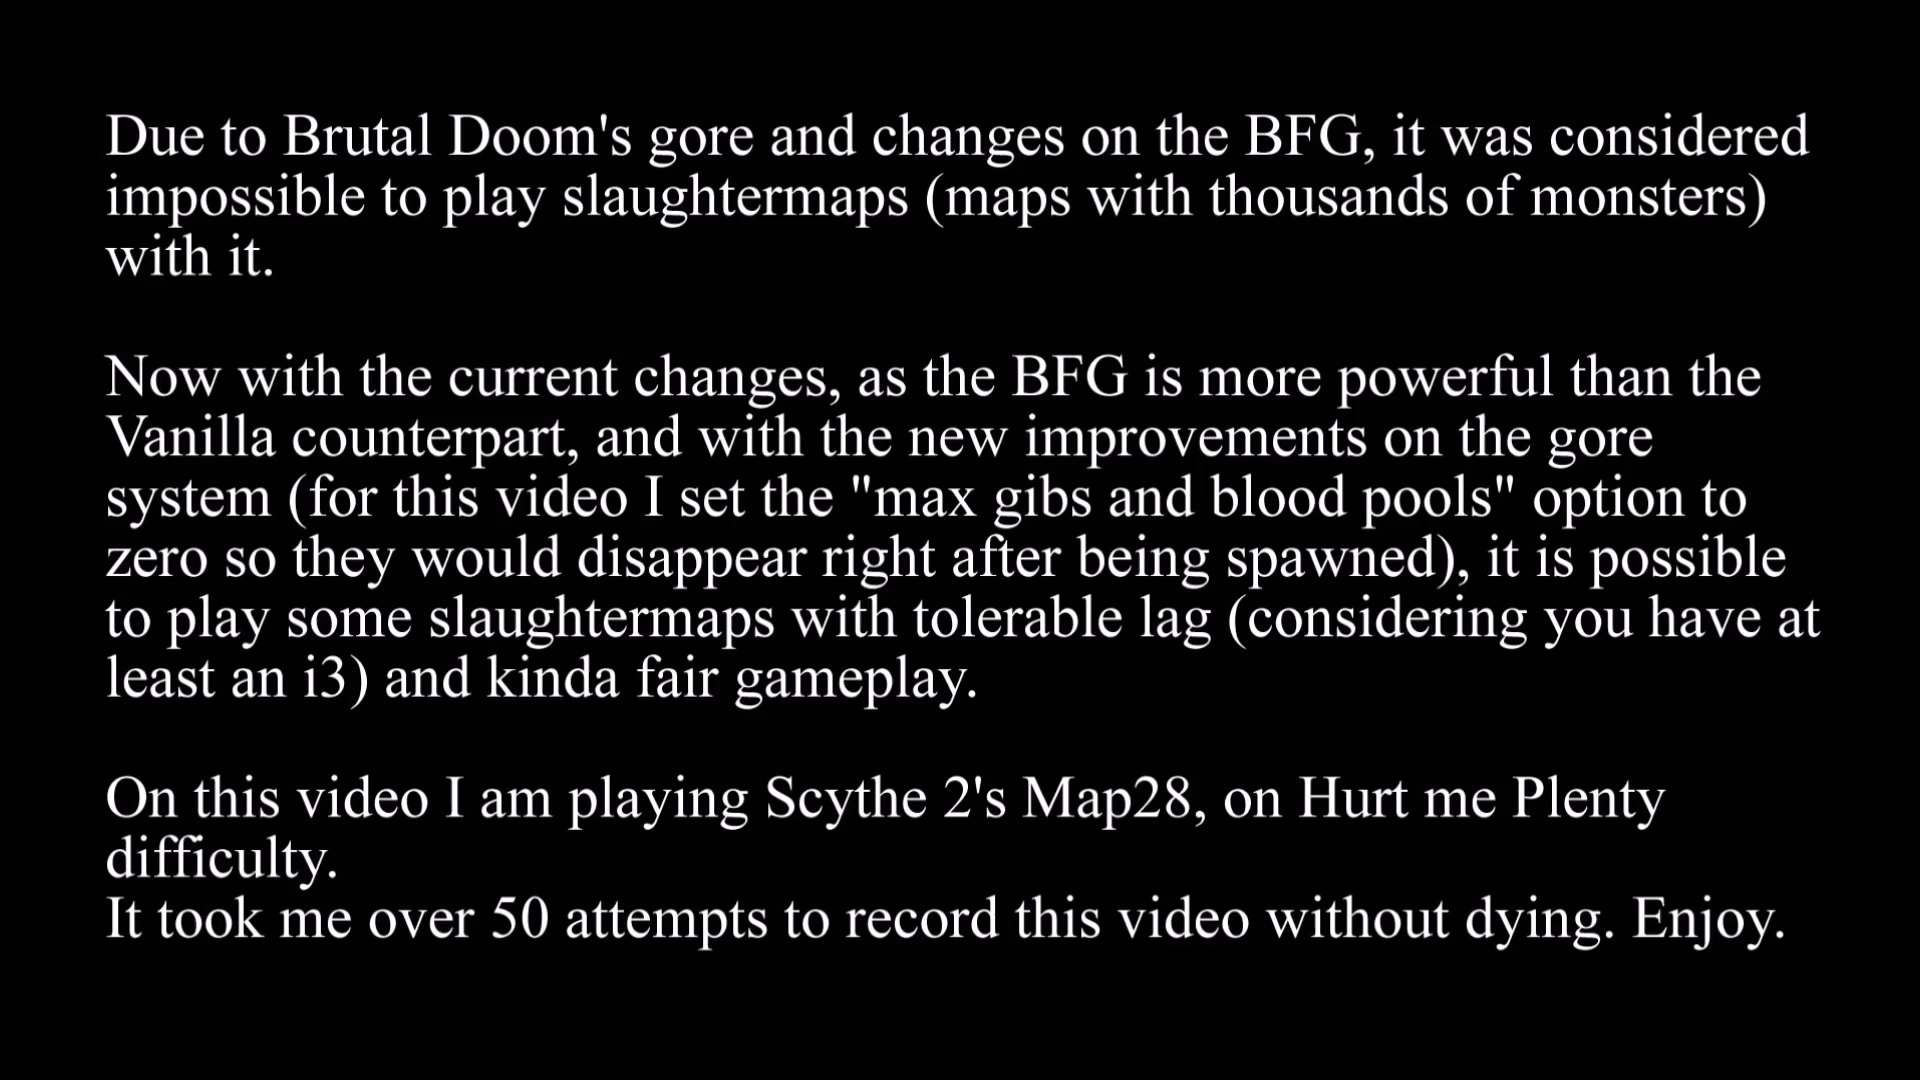 Due to Brutal Doom's gore and changes on the BFG, it was considered
impossible to play slaughtermaps (maps with thousands of monsters)
with it.
Now with the current changes, as the BFG is more powerful than the
Vanilla counterpart, and with the new improvements on the gore
system (for this video I set the "max gibs and blood pools" option to
zero so they would disappear right after being spawned), it is possible
to play some slaughtermaps with tolerable lag (considering you have at
least an i3) and kinda fair gameplay.
On this video I am playing Scythe 2's Map28, on Hurt me Plenty
difficulty.
It took me over 50 attempts to record this video without dying. Enjoy.